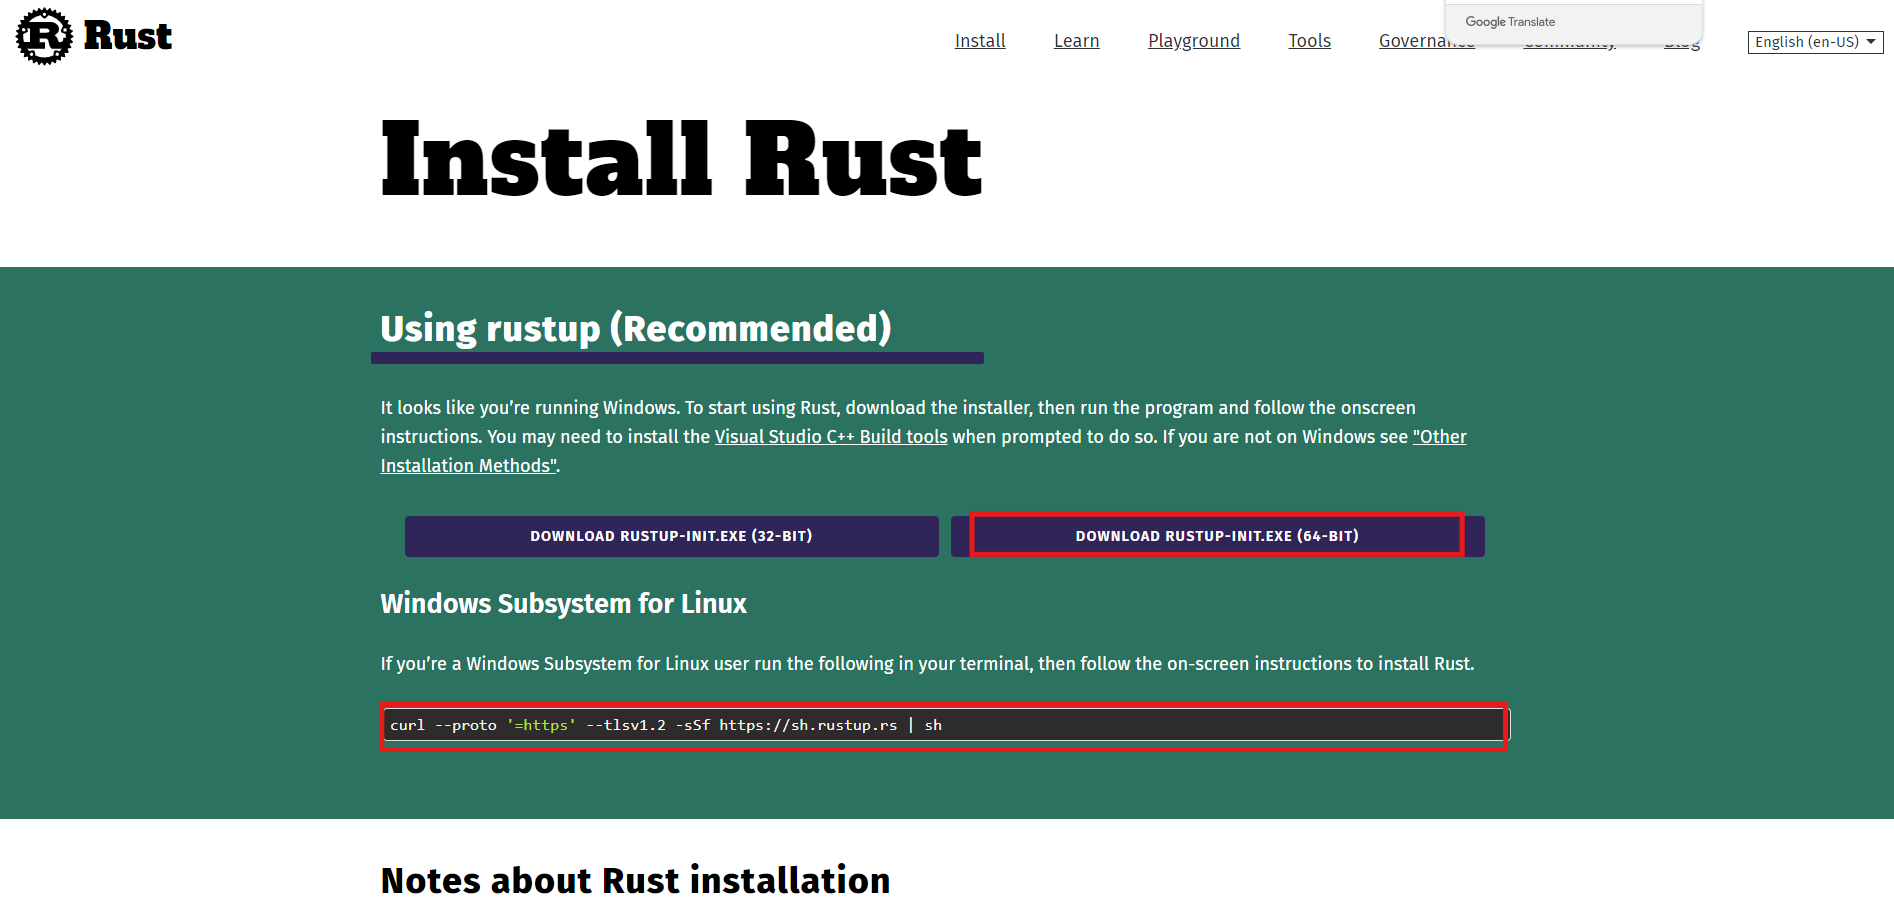 Rust
Install Learn Playground Tools Governance Community Blog
Google Translate
English (en-US)
Install Rust
Using rustup (Recommended)
It looks like you’re running Windows. To start using Rust, download the installer, then run the program and follow the onscreen
instructions. You may need to install the Visual Studio C++ Build tools when prompted to do so. If you are not on Windows see "Other
Installation Methods".
DOWNLOAD RUSTUP-INIT.EXE (32-BIT)
DOWNLOAD RUSTUP-INIT.EXE (64-BIT)
Windows Subsystem for Linux
If you’re a Windows Subsystem for Linux user run the following in your terminal, then follow the on-screen instructions to install Rust.
curl --proto '=https' --tlsv1.2 -sSf https://sh.rustup.rs | sh
Notes about Rust installation